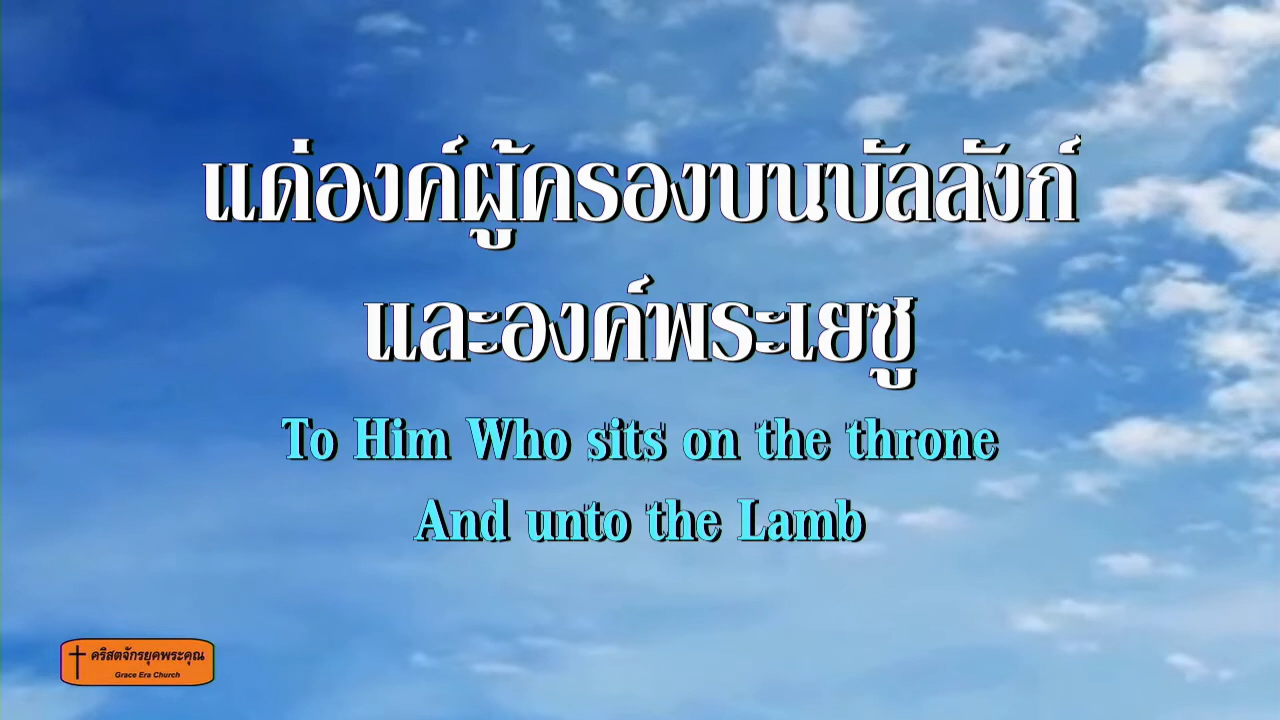 แด่องค์ผู้ครองบนบัลลังก์
และองค์พระเยซู
To Him Who sits on the throne
And unto the Lamb
คริสตจักรยุคพระคุณ
Grace Era Church